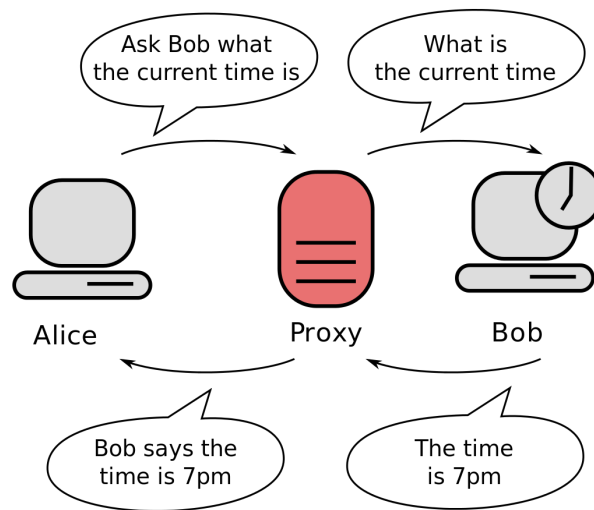 Ask Bob what
the current time is
What is
the current time
Alice
Proxy
Bob
Bob says the
time is 7pm
The time
is 7pm